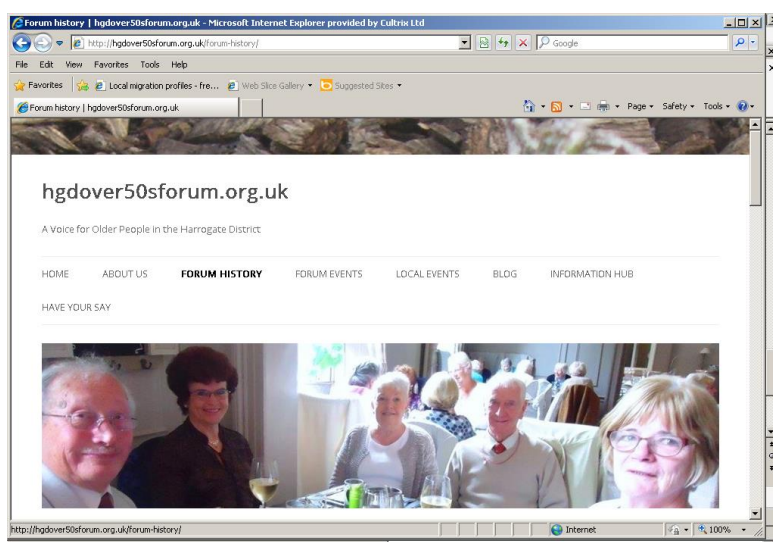 Forum history | hgdover50sforum.org.uk - Microsoft Internet Explorer provided by Cultrix Ltd
http://hgdover50sforum.org.uk/forum-history/
Google
File Edit View Favorites Tools Help
Favorites Local migration profiles - fre... Web Slice Gallery Suggested Sites
Forum history | hgdover50sforum.org.uk
Page Safety Tools
hgdover50sforum.org.uk
A Voice for Older People in the Harrogate District
HOME ABOUT US FORUM HISTORY FORUM EVENTS LOCAL EVENTS BLOG INFORMATION HUB
HAVE YOUR SAY
http://hgdover50sforum.org.uk/forum-history/
Internet
100%